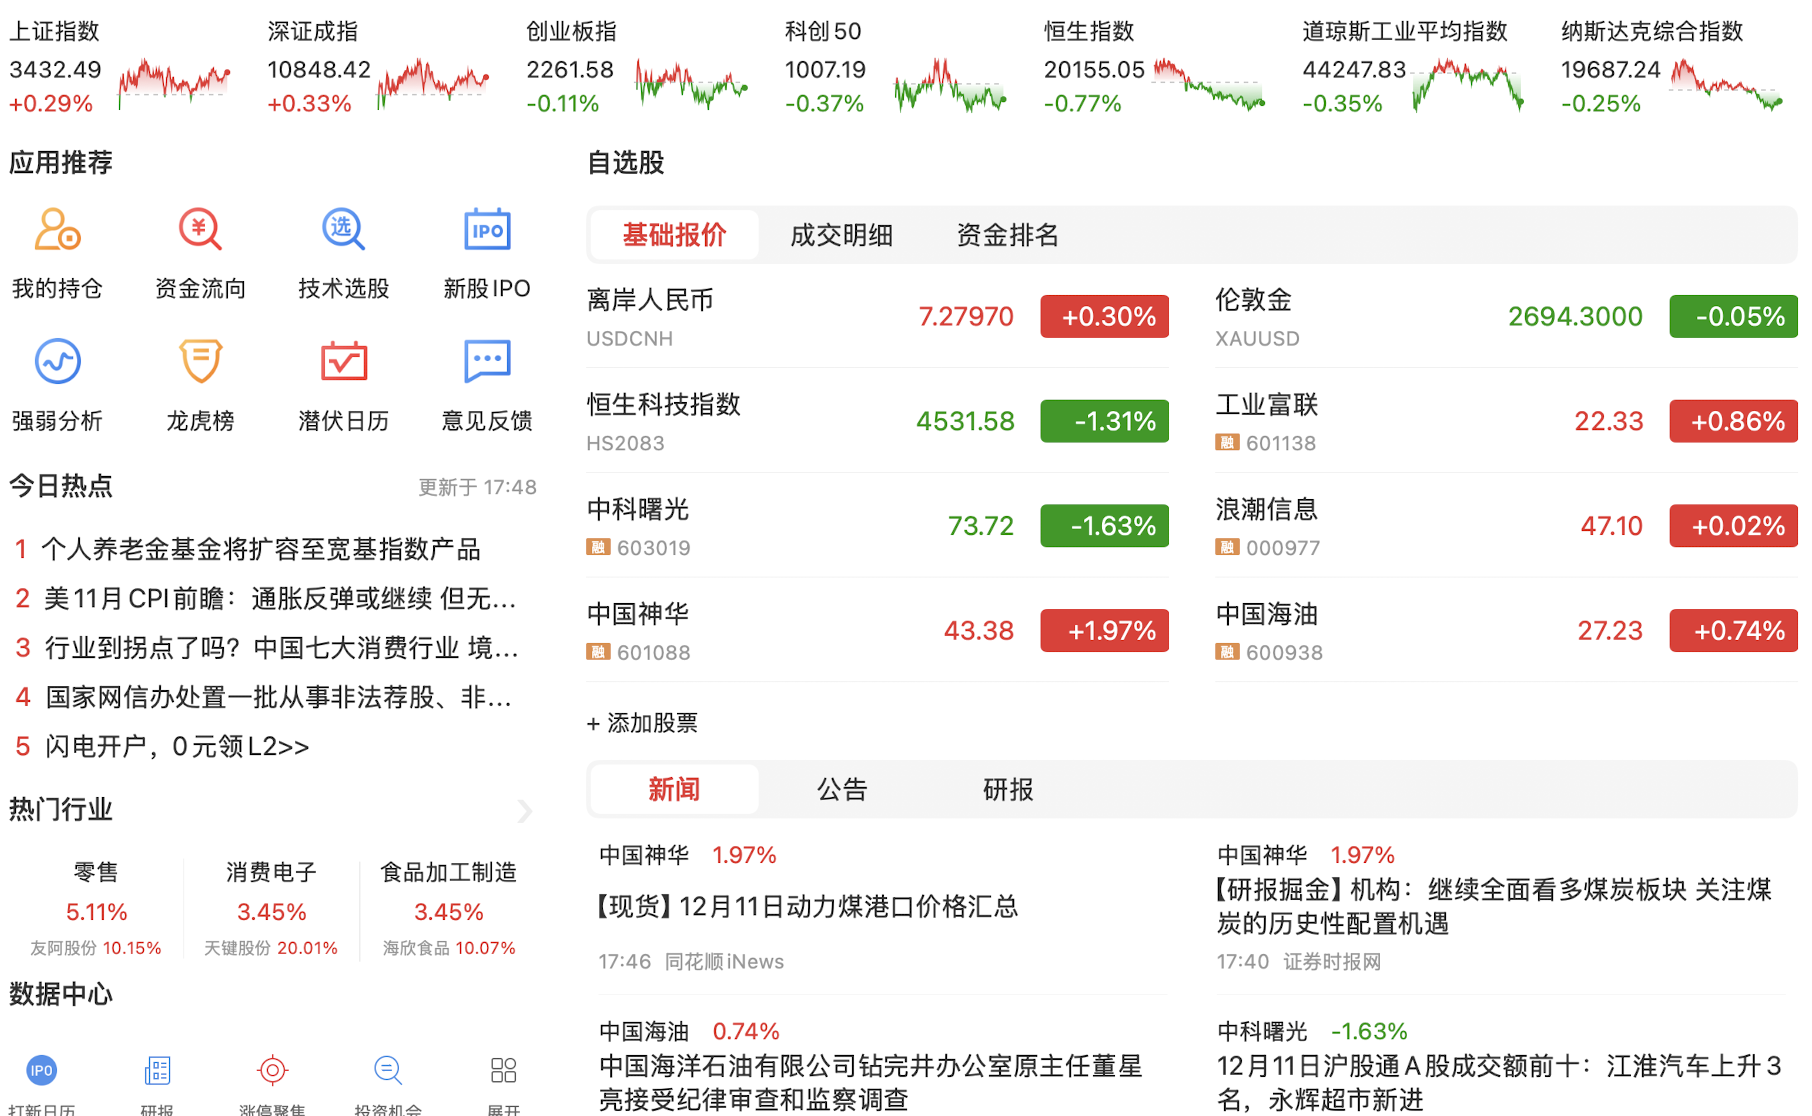 上证指数
3432.49
+0.29%
深证成指
10848.42
+0.33%
创业板指
2261.58
-0.11%
科创50
1007.19
-0.37%
恒生指数
20155.05
-0.77%
道琼斯工业平均指数
44247.83
-0.35%
纳斯达克综合指数
19687.24
-0.25%
应用推荐
选
IPO
我的持仓
资金流向
技术选股
新股IPO
强弱分析
龙虎榜
潜伏日历
意见反馈
今日热点
更新于 17:48
1 个人养老金基金将扩容至宽基指数产品
2 美11月CPI前瞻：通胀反弹或继续 但无...
3 行业到拐点了吗？中国七大消费行业 境...
4 国家网信办处置一批从事非法荐股、非...
5 闪电开户，0元领L2>>
热门行业
零售
5.11%
友阿股份 10.15%
消费电子
3.45%
天键股份 20.01%
食品加工制造
3.45%
海欣食品 10.07%
数据中心
IPO
打新日历
研报
涨停聚焦
投资机会
展开
自选股
基础报价
成交明细
资金排名
离岸人民币
USDCNH
7.27970
+0.30%
伦敦金
XAUUSD
2694.3000
-0.05%
恒生科技指数
HS2083
4531.58
-1.31%
工业富联
融 601138
22.33
+0.86%
中科曙光
融 603019
73.72
-1.63%
浪潮信息
融 000977
47.10
+0.02%
中国神华
融 601088
43.38
+1.97%
中国海油
融 600938
27.23
+0.74%
+ 添加股票
新闻
公告
研报
中国神华 1.97%
【现货】12月11日动力煤港口价格汇总
17:46 同花顺iNews
中国神华 1.97%
【研报掘金】机构：继续全面看多煤炭板块 关注煤
炭的历史性配置机遇
17:40 证券时报网
中国海油 0.74%
中国海洋石油有限公司钻完井办公室原主任董星
亮接受纪律审查和监察调查
中科曙光 -1.63%
12月11日沪股通A股成交额前十：江淮汽车上升3
名，永辉超市新进